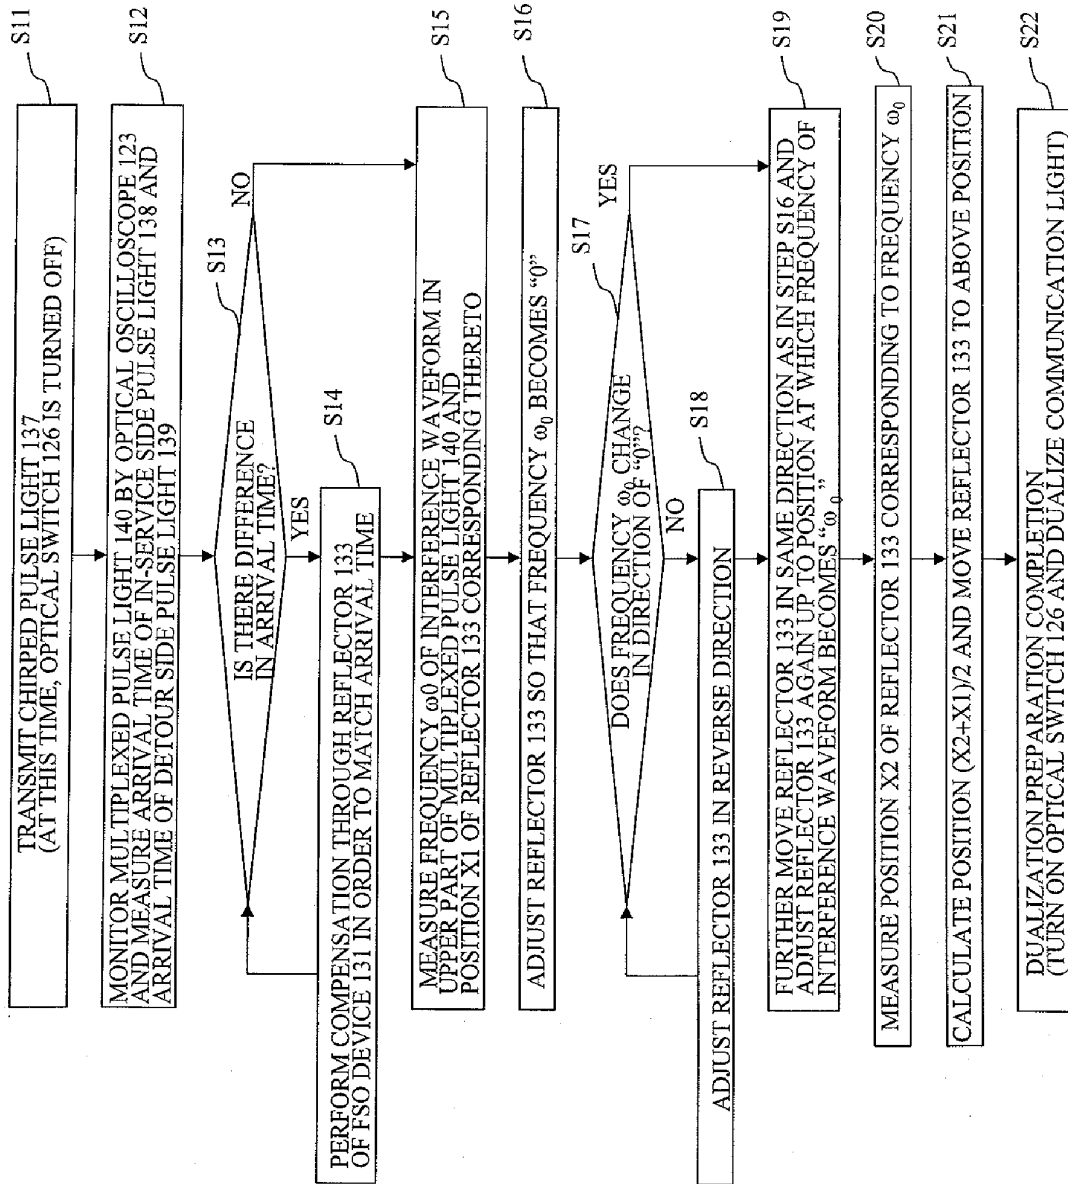 S11
TRANSMIT CHIRPED PULSE LIGHT 137
(AT THIS TIME, OPTICAL SWITCH 126 IS TURNED OFF)
S12
MONITOR MULTIPLEXED PULSE LIGHT 140 BY OPTICAL OSCILLOSCOPE 123
AND MEASURE ARRIVAL TIME OF IN-SERVICE SIDE PULSE LIGHT 138 AND
ARRIVAL TIME OF DETOUR SIDE PULSE LIGHT 139
S13
IS THERE DIFFERENCE
IN ARRIVAL TIME?
NO
YES
S14
PERFORM COMPENSATION THROUGH REFLECTOR 133
OF FSO DEVICE 131 IN ORDER TO MATCH ARRIVAL TIME
S15
MEASURE FREQUENCY ω0 OF INTERFERENCE WAVEFORM IN
UPPER PART OF MULTIPLEXED PULSE LIGHT 140 AND
POSITION X1 OF REFLECTOR 133 CORRESPONDING THERETO
S16
ADJUST REFLECTOR 133 SO THAT FREQUENCY ω₀ BECOMES “0”
S17
DOES FREQUENCY ω₀ CHANGE
IN DIRECTION OF “0”?
YES
NO
S18
ADJUST REFLECTOR 133 IN REVERSE DIRECTION
S19
FURTHER MOVE REFLECTOR 133 IN SAME DIRECTION AS IN STEP S16 AND
ADJUST REFLECTOR 133 AGAIN UP TO POSITION AT WHICH FREQUENCY OF
INTERFERENCE WAVEFORM BECOMES “ω₀”
S20
MEASURE POSITION X2 OF REFLECTOR 133 CORRESPONDING TO FREQUENCY ω₀
S21
CALCULATE POSITION (X2+X1)/2 AND MOVE REFLECTOR 133 TO ABOVE POSITION
S22
DUALIZATION PREPARATION COMPLETION
(TURN ON OPTICAL SWITCH 126 AND DUALIZE COMMUNICATION LIGHT)